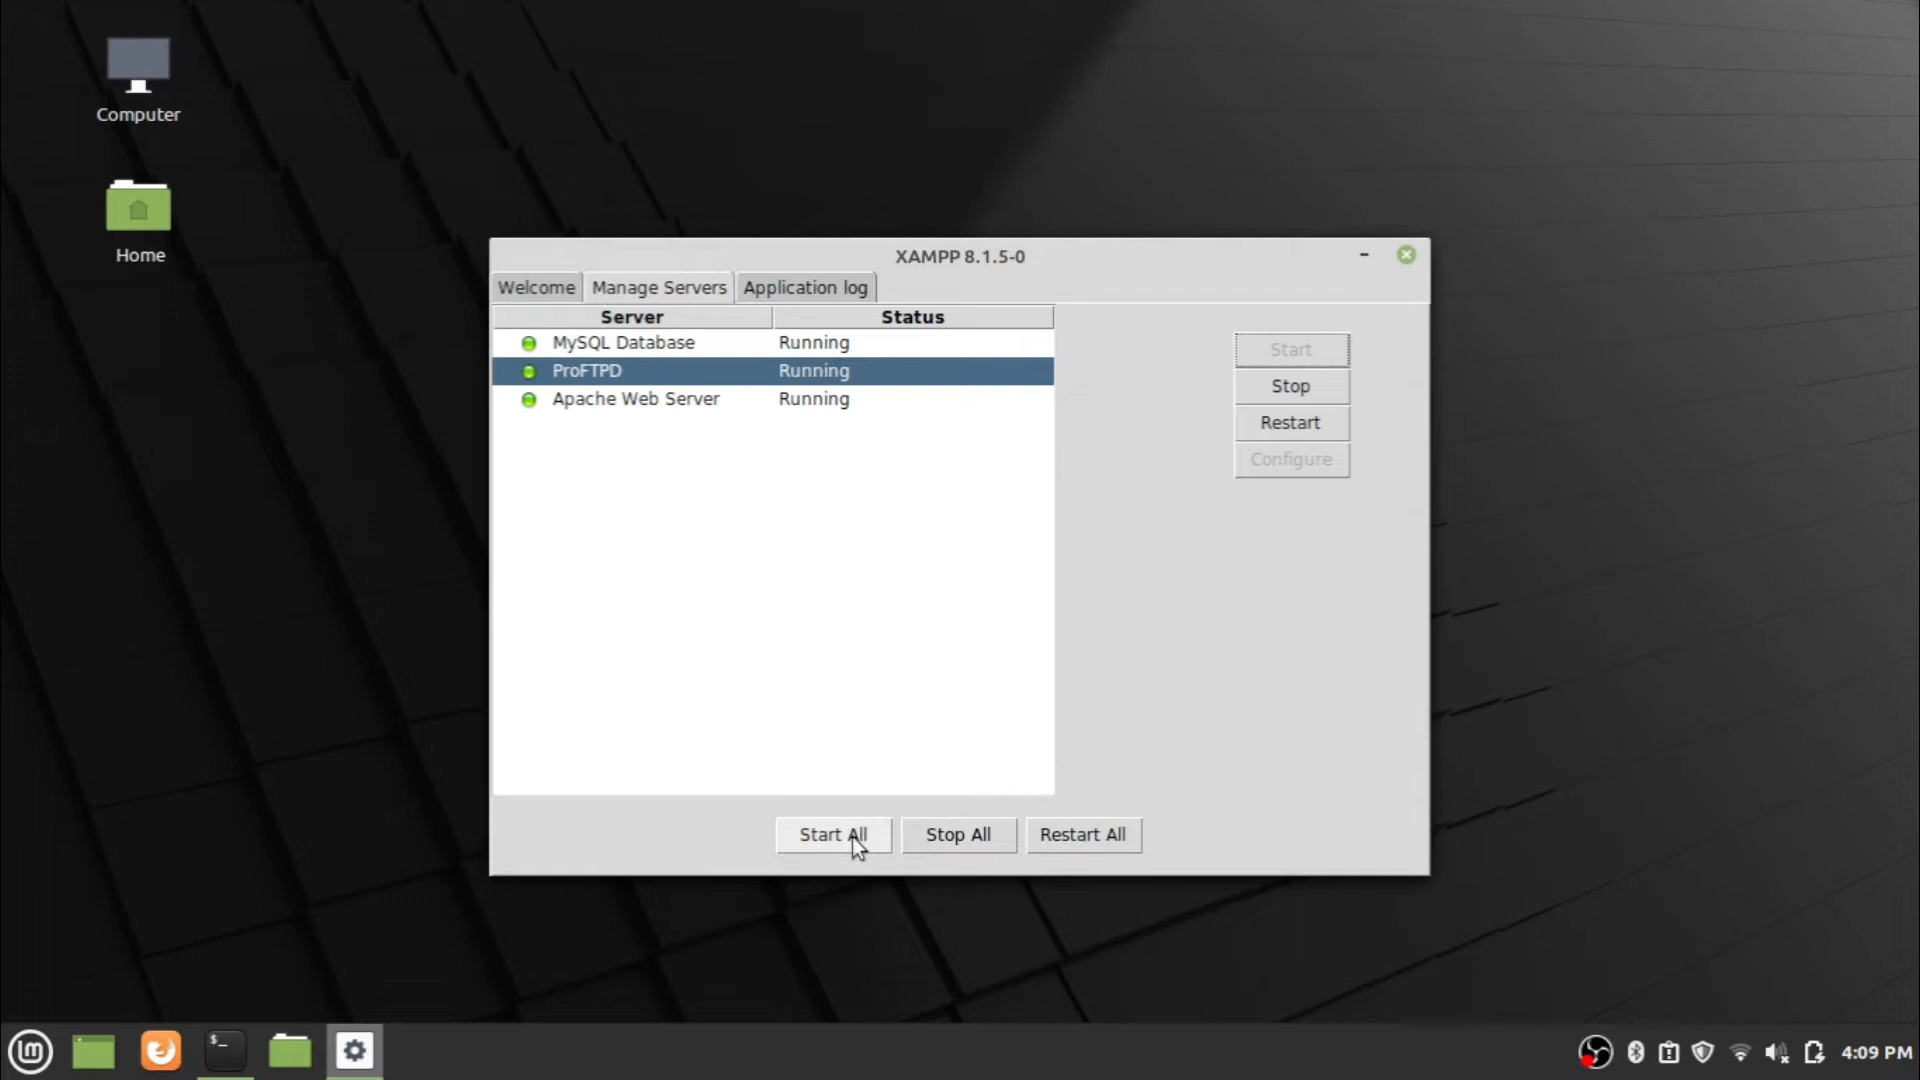 Computer
Home
XAMPP 8.1.5-0
Welcome Manage Servers Application log
Server Status
MySQL Database Running
ProFTPD Running
Apache Web Server Running
Start
Stop
Restart
Configure
Start All Stop All Restart All
$_
lm
4:09 PM